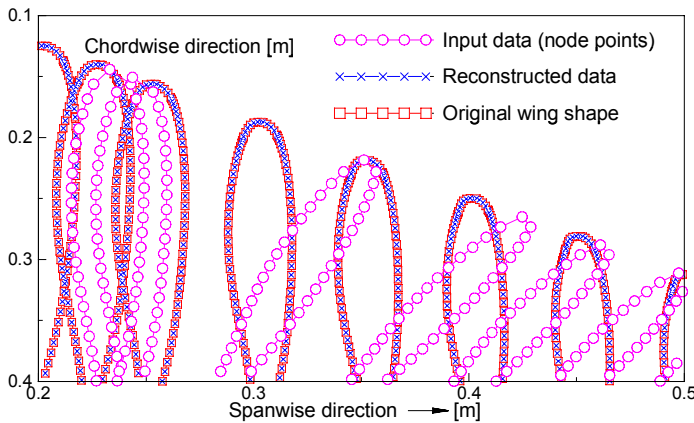 0.1
Chordwise direction [m]
Input data (node points)
Reconstructed data
Original wing shape
0.2
0.3
0.4
0.2
0.3
0.4
0.5
Spanwise direction → [m]